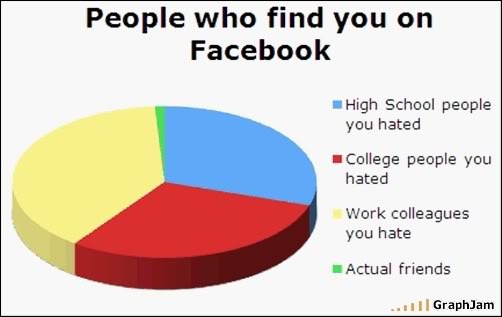 People who find you on
Facebook
High School people
you hated
College people you
hated
Work colleagues
you hate
Actual friends
GraphJam